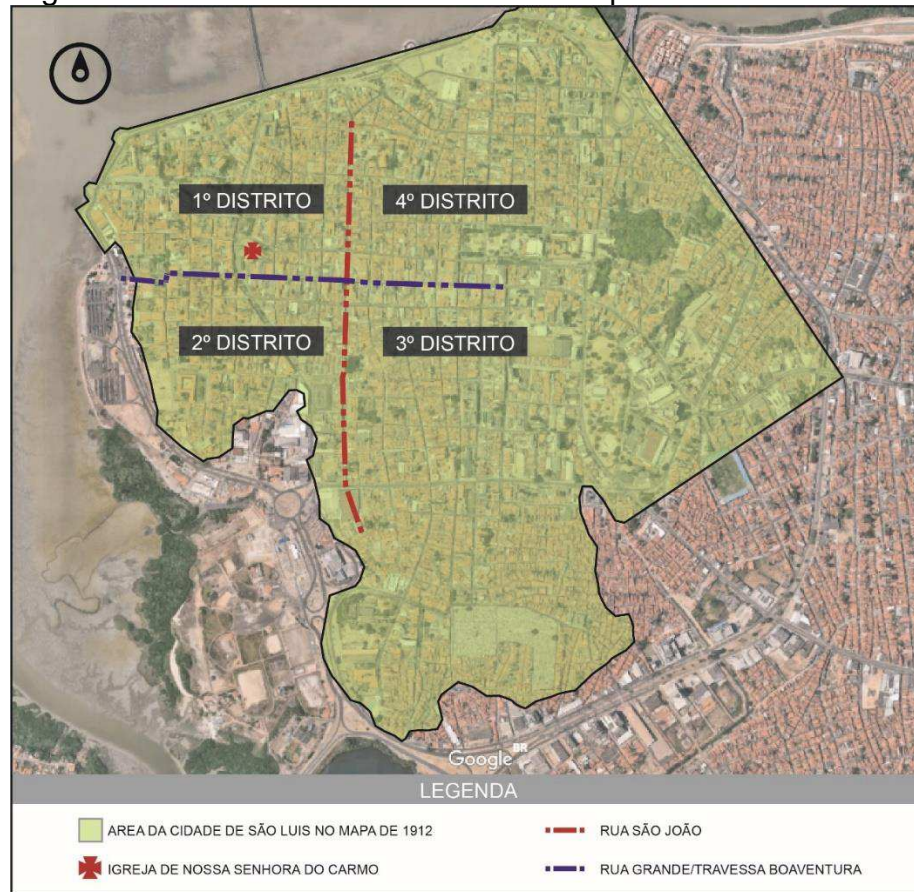 1º DISTRITO
4º DISTRITO
2º DISTRITO
3º DISTRITO
Google
BR
LEGENDA
AREA DA CIDADE DE SÃO LUIS NO MAPA DE 1912
RUA SÃO JOÃO
IGREJA DE NOSSA SENHORA DO CARMO
RUA GRANDE/TRAVESSA BOAVENTURA